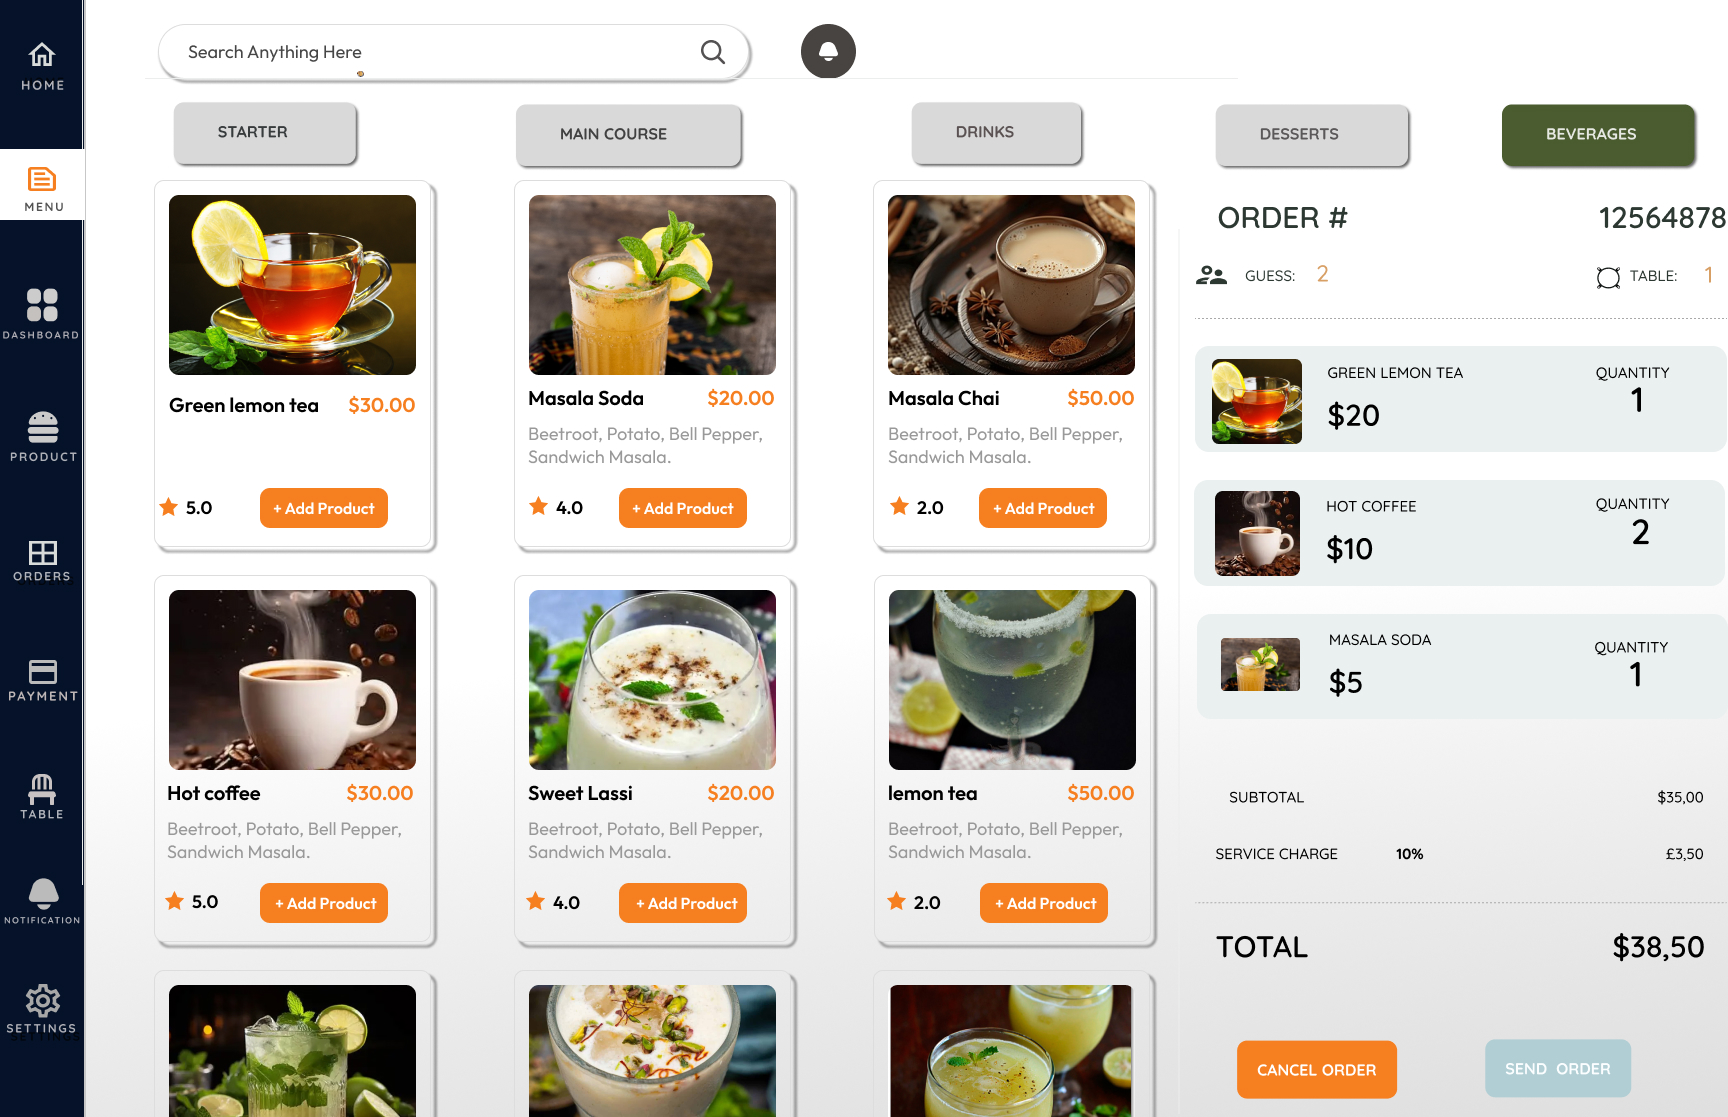 Search Anything Here
HOME
MENU
DASHBOARD
PRODUCT
ORDERS
PAYMENT
TABLE
NOTIFICATION
SETTINGS
SETTINGS
STARTER
MAIN COURSE
DRINKS
DESSERTS
BEVERAGES
Green lemon tea $30.00
5.0 + Add Product
Masala Soda $20.00
Beetroot, Potato, Bell Pepper,
Sandwich Masala.
4.0 + Add Product
Masala Chai $50.00
Beetroot, Potato, Bell Pepper,
Sandwich Masala.
2.0 + Add Product
Hot coffee $30.00
Beetroot, Potato, Bell Pepper,
Sandwich Masala.
5.0 + Add Product
Sweet Lassi $20.00
Beetroot, Potato, Bell Pepper,
Sandwich Masala.
4.0 + Add Product
lemon tea $50.00
Beetroot, Potato, Bell Pepper,
Sandwich Masala.
2.0 + Add Product
ORDER # 12564878
GUESS: 2 TABLE: 1
GREEN LEMON TEA QUANTITY
$20 1
HOT COFFEE QUANTITY
$10 2
MASALA SODA QUANTITY
$5 1
SUBTOTAL $35,00
SERVICE CHARGE 10% £3,50
TOTAL $38,50
CANCEL ORDER SEND ORDER